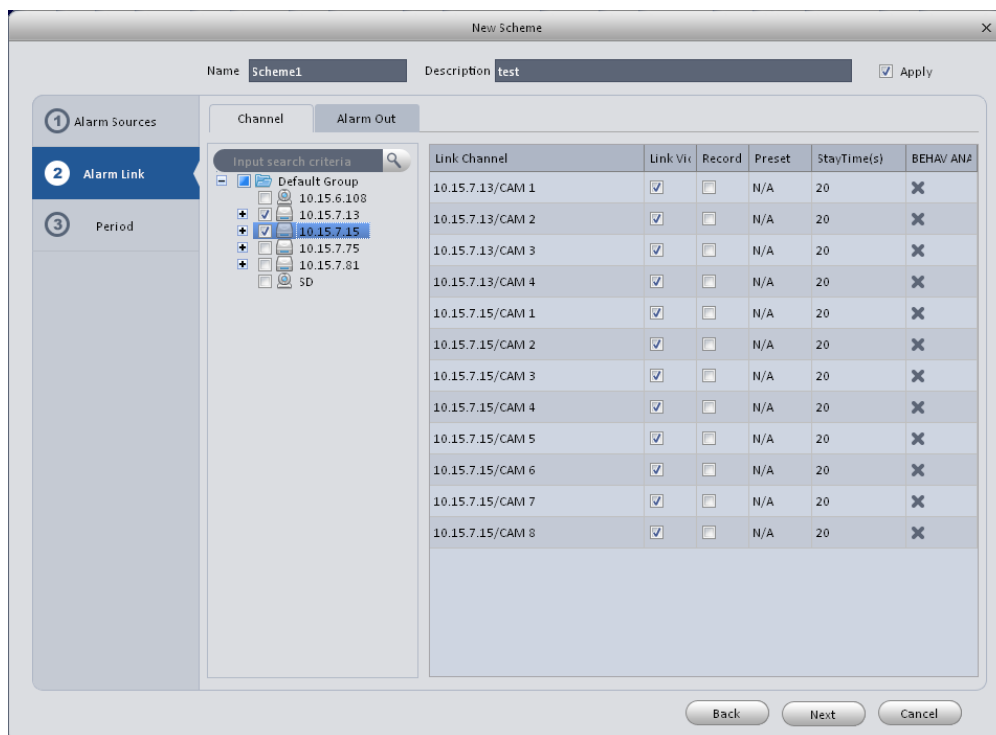 New Scheme
Name Scheme1 Description test Apply
1 Alarm Sources
2 Alarm Link
3 Period
Channel Alarm Out
Input search criteria
Default Group
10.15.6.108
10.15.7.13
10.15.7.15
10.15.7.75
10.15.7.81
SD
Link Channel Link Vic Record Preset StayTime(s) BEHAV ANA
10.15.7.13/CAM 1 N/A 20
10.15.7.13/CAM 2 N/A 20
10.15.7.13/CAM 3 N/A 20
10.15.7.13/CAM 4 N/A 20
10.15.7.15/CAM 1 N/A 20
10.15.7.15/CAM 2 N/A 20
10.15.7.15/CAM 3 N/A 20
10.15.7.15/CAM 4 N/A 20
10.15.7.15/CAM 5 N/A 20
10.15.7.15/CAM 6 N/A 20
10.15.7.15/CAM 7 N/A 20
10.15.7.15/CAM 8 N/A 20
Back Next Cancel